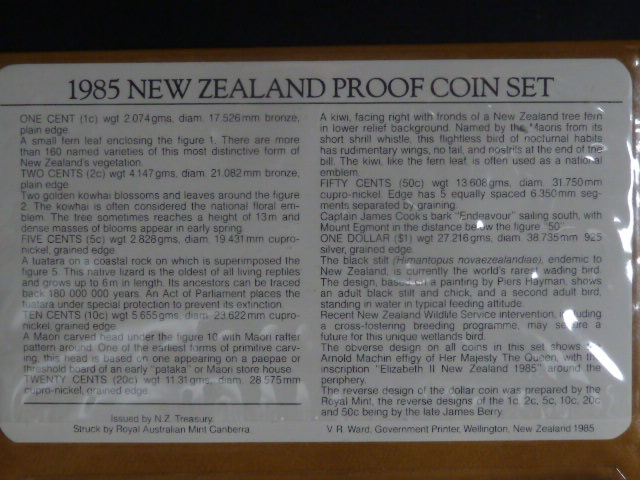 1985 NEW ZEALAND PROOF COIN SET
ONE CENT (1c) wgt 2.074gms, diam. 17.526mm bronze,
plain edge.
A small fern leaf enclosing the figure 1. There are more
than 160 named varieties of this most distinctive form of
New Zealand's vegetation.
TWO CENTS (2c) wgt 4.147gms, diam. 21.082mm bronze,
plain edge
Two golden kowhai blossoms and leaves around the figure
2. The kowhai is often considered the national floral em-
blem. The tree sometimes reaches a height of 13m and
dense masses of blooms appear in early spring.
FIVE CENTS (5c) wgt 2.828gms, diam. 19.431mm cupro-
nickel, grained edge.
A tuatara on a coastal rock on which is superimposed the
figure 5. This native lizard is the oldest of all living reptiles
and grows up to 6m in length. Its ancestors can be traced
back 180 000 000 years. An Act of Parliament places the
tuatara under special protection to prevent its extinction.
TEN CENTS (10c) wgt 5.655gms, diam. 23.622mm cupro-
nickel, grained edge.
A Maori carved head under the figure 10 with Maori rafter
pattern around. One of the earliest forms of primitive carv-
ing, this head is based on one appearing on a paepae or
threshold board of an early "pataka" or Maori store house.
TWENTY CENTS (20c) wgt 11.31gms, diam. 28.575mm
cupro-nickel, grained edge.
Issued by N.Z. Treasury.
Struck by Royal Australian Mint Canberra.
A kiwi, facing right with fronds of a New Zealand tree fern
in lower relief background. Named by the Maoris from its
short shrill whistle, this flightless bird of nocturnal habits
has rudimentary wings, no tail, and nostrils at the end of the
bill. The kiwi, like the fern leaf is often used as a national
emblem.
FIFTY CENTS (50c) wgt 13.608gms, diam. 31.750mm
cupro-nickel. Edge has 5 equally spaced 6.350mm seg-
ments separated by graining.
Captain James Cook's bark "Endeavour" sailing south, with
Mount Egmont in the distance below the figure "50"
ONE DOLLAR ($1) wgt 27.216gms, diam. 38.735mm .925
silver, grained edge.
The black stilt (Himantopus novaezealandiae), endemic to
New Zealand, is currently the world's rarest wading bird.
The design, based on a painting by Piers Hayman, shows
an adult black stilt and chick, and a second adult bird,
standing in water in typical feeding attitude.
Recent New Zealand Wildlife Service intervention, including
a cross-fostering breeding programme, may secure a
future for this unique wetlands bird.
The obverse design on all coins in this set shows
Arnold Machin effigy of Her Majesty The Queen, with th
inscription "Elizabeth II New Zealand 1985" around the
periphery.
The reverse design of the dollar coin was prepared by the
Royal Mint, the reverse designs of the 1c, 2c, 5c, 10c, 20c
and 50c being by the late James Berry.
V. R. Ward, Government Printer, Wellington, New Zealand 1985.